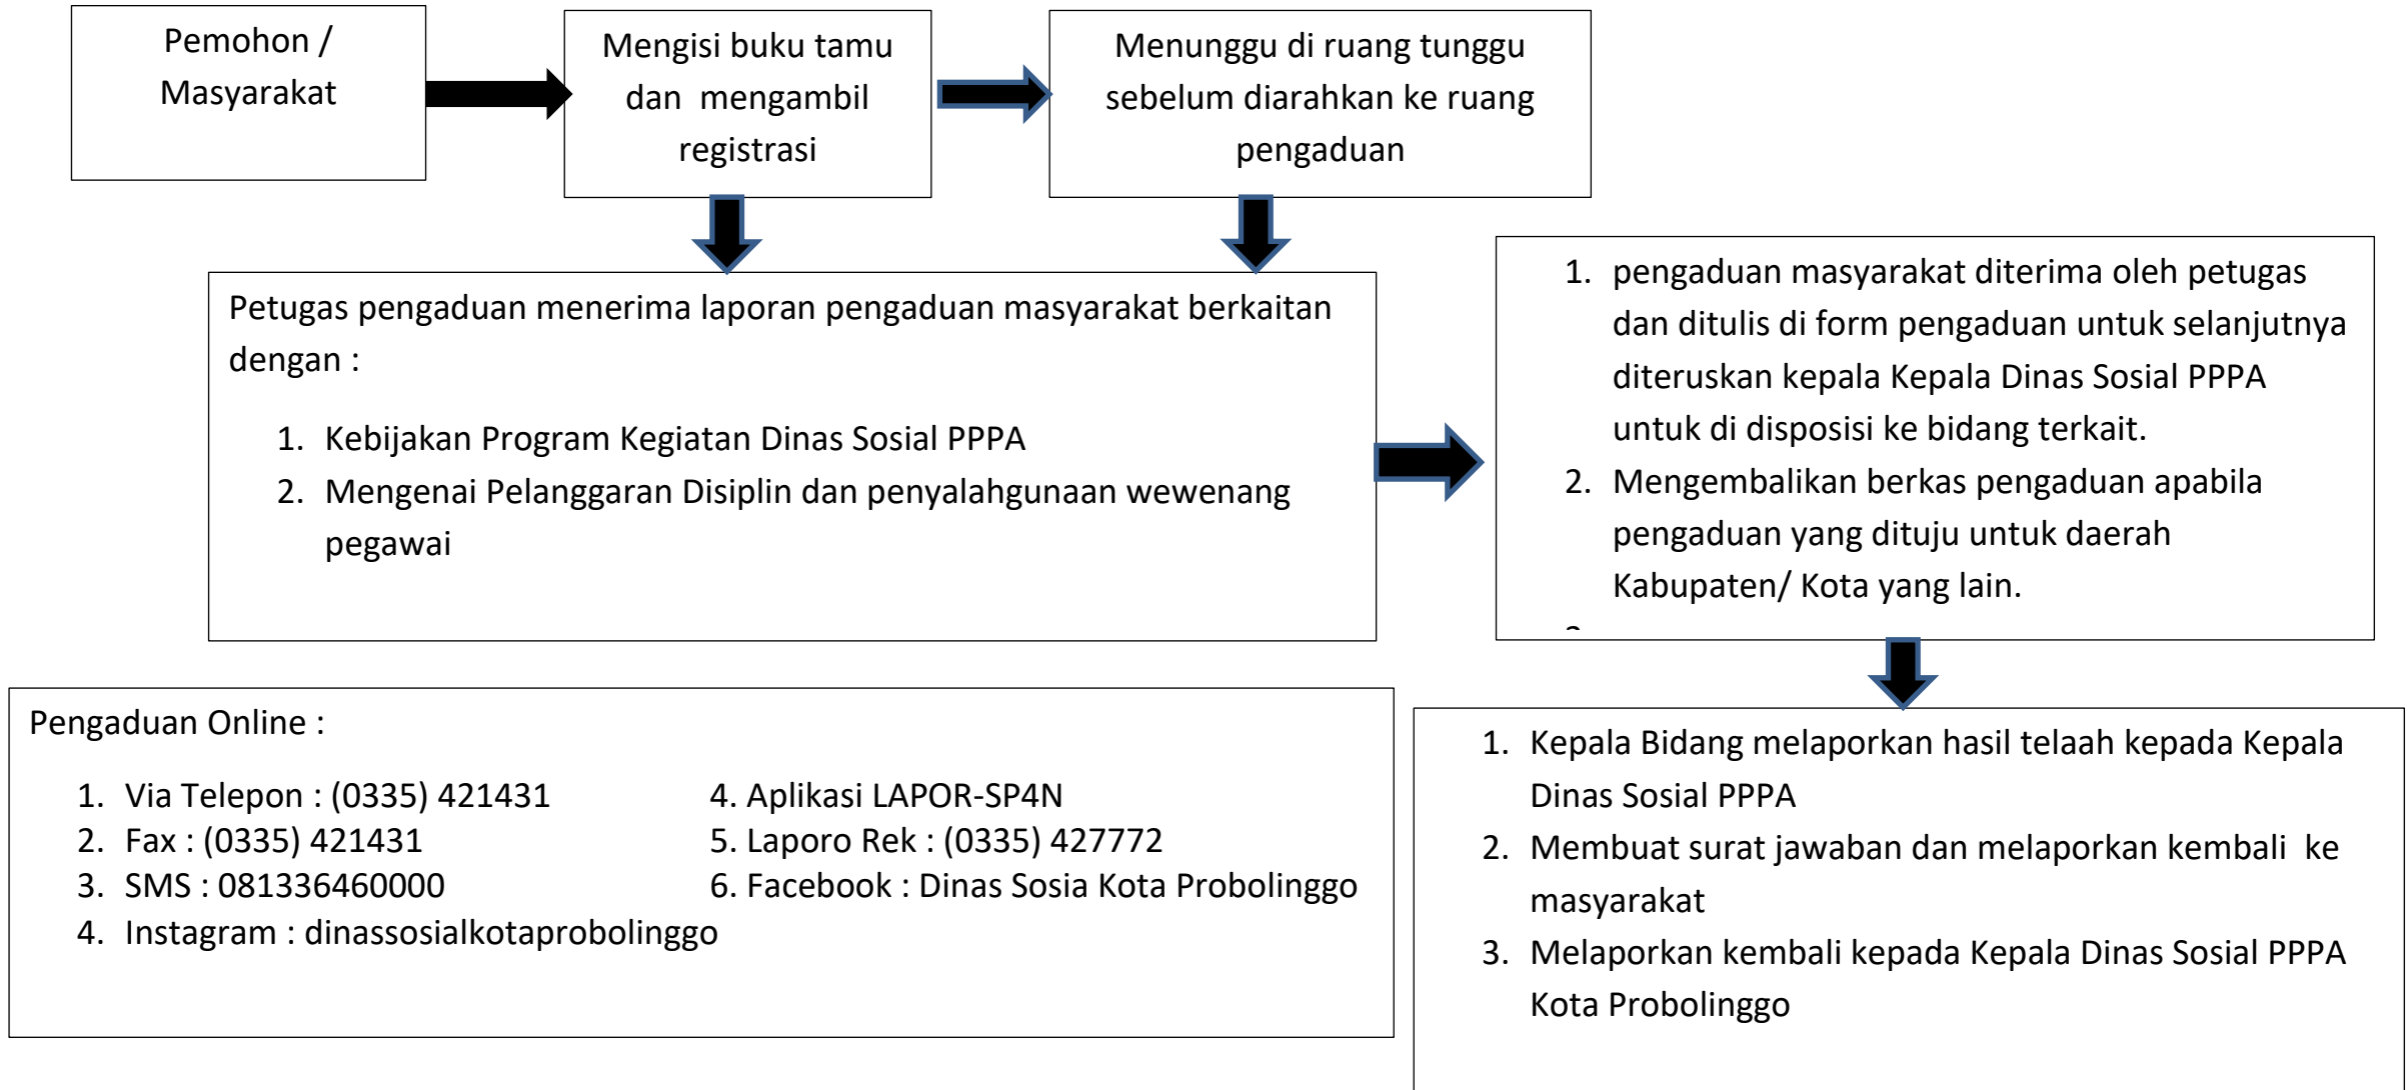 Pemohon /
Masyarakat
Mengisi buku tamu
dan mengambil
registrasi
Menunggu di ruang tunggu
sebelum diarahkan ke ruang
pengaduan
Petugas pengaduan menerima laporan pengaduan masyarakat berkaitan
dengan :
1. Kebijakan Program Kegiatan Dinas Sosial PPPA
2. Mengenai Pelanggaran Disiplin dan penyalahgunaan wewenang
pegawai
1. pengaduan masyarakat diterima oleh petugas
dan ditulis di form pengaduan untuk selanjutnya
diteruskan kepala Kepala Dinas Sosial PPPA
untuk di disposisi ke bidang terkait.
2. Mengembalikan berkas pengaduan apabila
pengaduan yang dituju untuk daerah
Kabupaten/ Kota yang lain.
Pengaduan Online :
1. Via Telepon : (0335) 421431 4. Aplikasi LAPOR-SP4N
2. Fax : (0335) 421431 5. Laporo Rek : (0335) 427772
3. SMS : 081336460000 6. Facebook : Dinas Sosia Kota Probolinggo
4. Instagram : dinassosialkotaprobolinggo
1. Kepala Bidang melaporkan hasil telaah kepada Kepala
Dinas Sosial PPPA
2. Membuat surat jawaban dan melaporkan kembali ke
masyarakat
3. Melaporkan kembali kepada Kepala Dinas Sosial PPPA
Kota Probolinggo